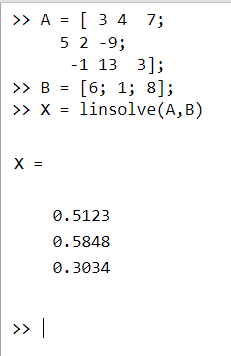 >> A = [ 3 4 7;
5 2 -9;
-1 13 3];
>> B = [6; 1; 8];
>> X = linsolve(A,B)
X =
0.5123
0.5848
0.3034
>>